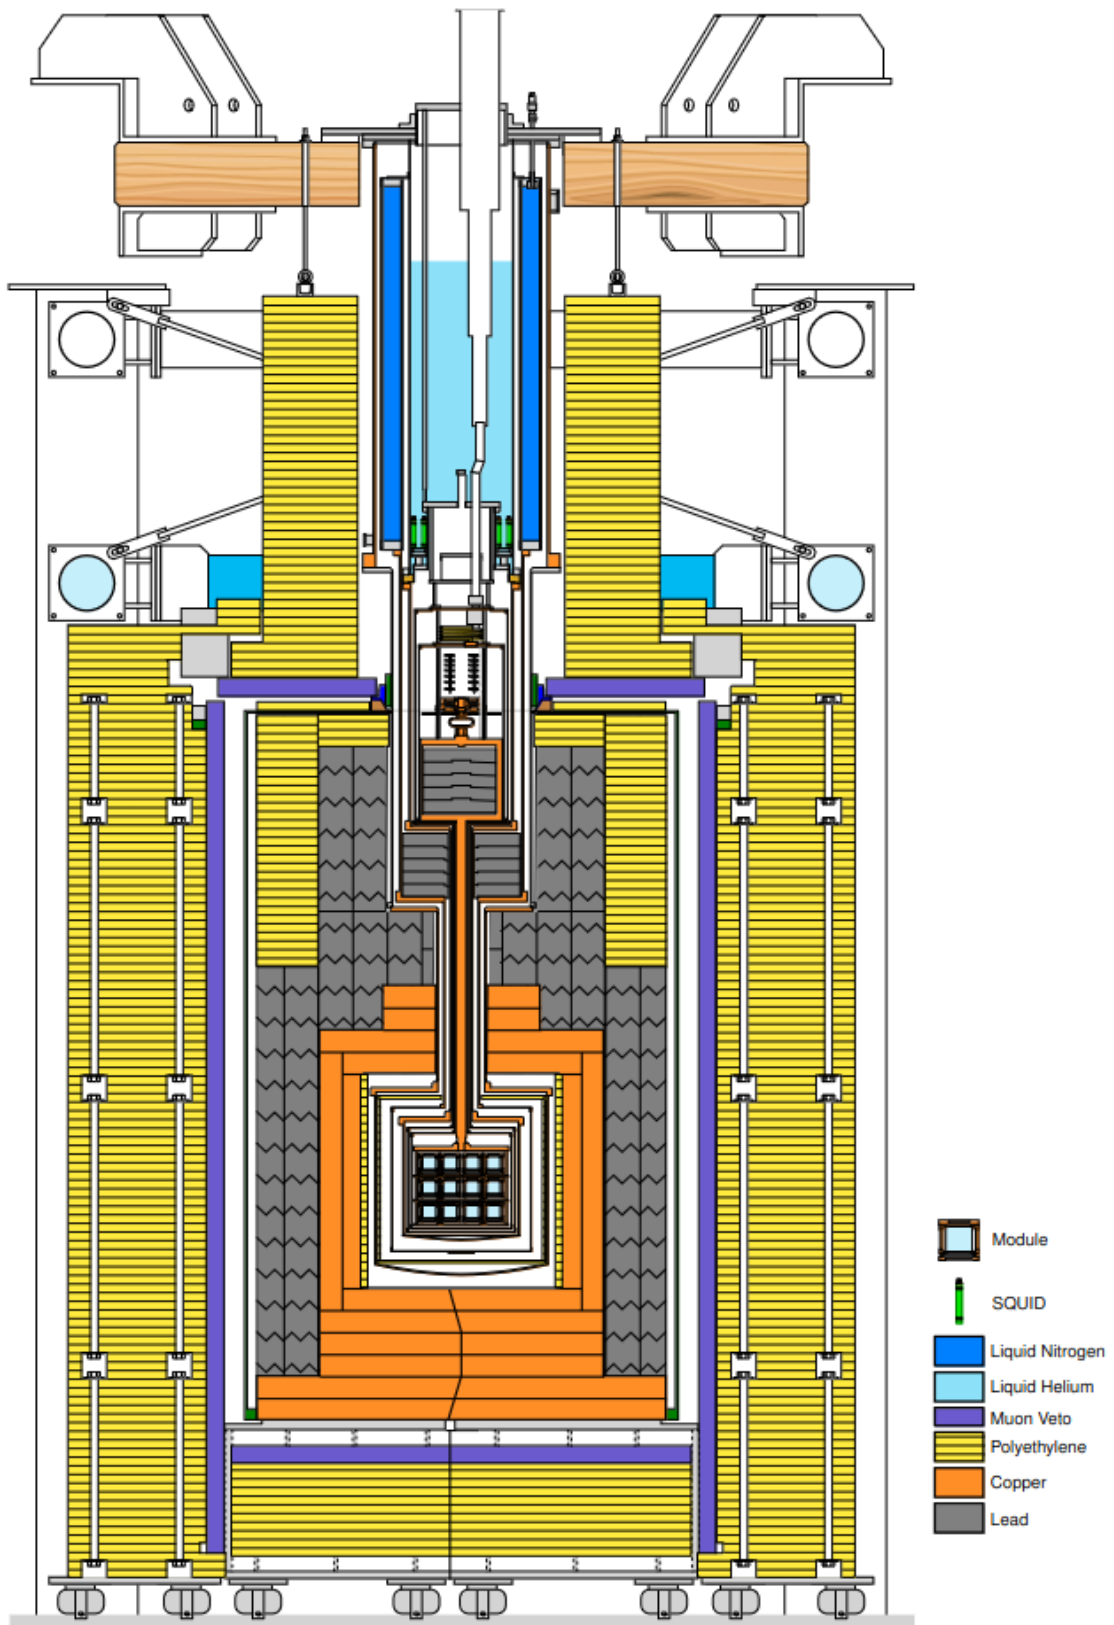 Module
SQUID
Liquid Nitrogen
Liquid Helium
Muon Veto
Polyethylene
Copper
Lead